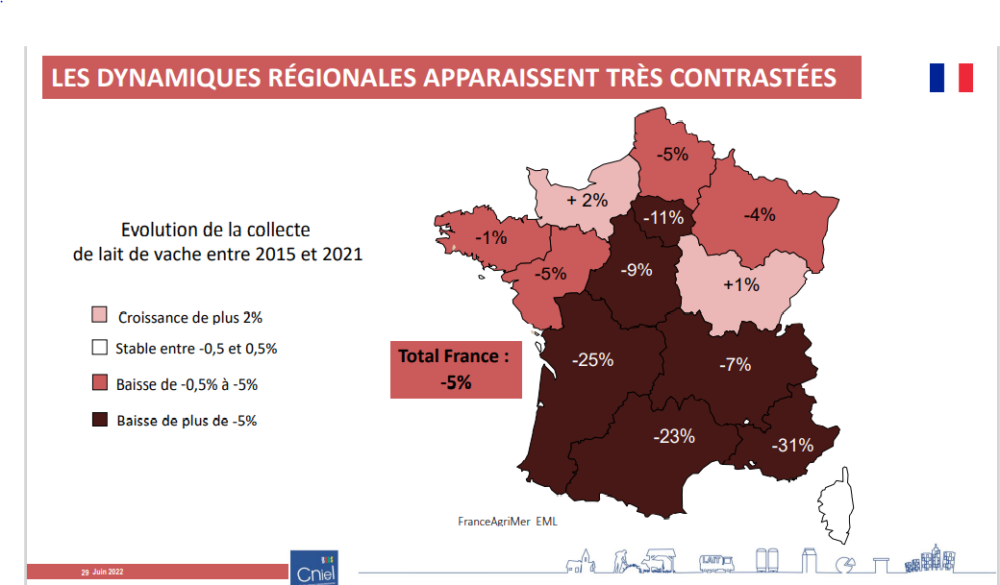 LES DYNAMIQUES RÉGIONALES APPARAISSENT TRÈS CONTRASTÉES
Evolution de la collecte
de lait de vache entre 2015 et 2021
Croissance de plus 2%
Stable entre -0,5 et 0,5%
Baisse de -0,5% à -5%
Baisse de plus de -5%
Total France :
-5%
-5%
+ 2%
-11%
-4%
-1%
-5%
-9%
+1%
-25%
-7%
-23%
-31%
FranceAgriMer EML
29 Juin 2022
Cniel
LAIT